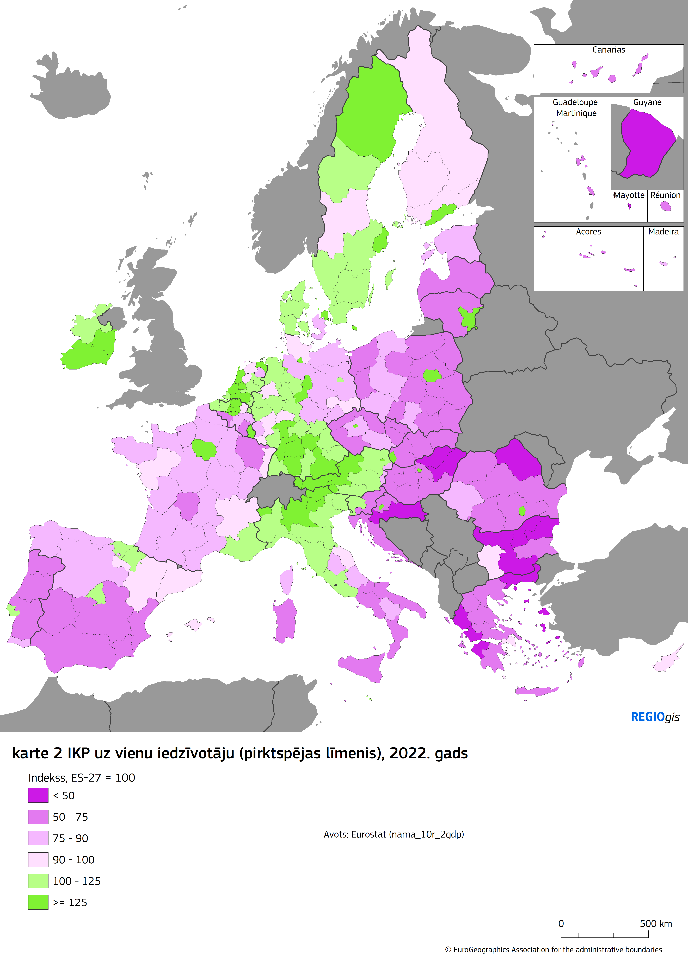 Canarias
Guadeloupe
Martinique
Guyane
Mayotte
Réunion
Açores
Madeira
REGIOgis
karte 2 IKP uz vienu iedzīvotāju (pirktspējas līmenis), 2022. gads
Indekss, ES-27 = 100
< 50
50 - 75
75 - 90
90 - 100
100 - 125
>= 125
Avots: Eurostat (nama_10r_2gdp)
0 500 km
© EuroGeographics Association for the administrative boundaries